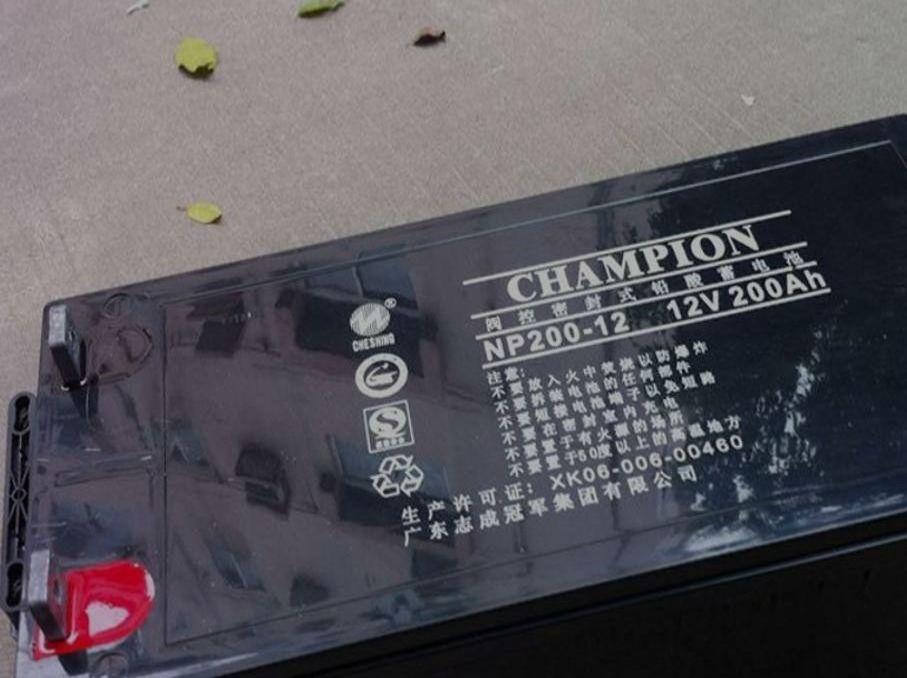 CHAMPION
阀控密封式铅酸蓄电池
NP200-12 12V 200Ah
CHESHING
®
注意:
不要放入火中焚烧以防爆炸
不要拆装电池的任何部件
不要短接电池端子以免短路
不要在密封室内充电
不要置于有火源的场所
不要置于50度以上的高温地方
生产许可证: XK06-006-00460
广东志成冠军集团有限公司